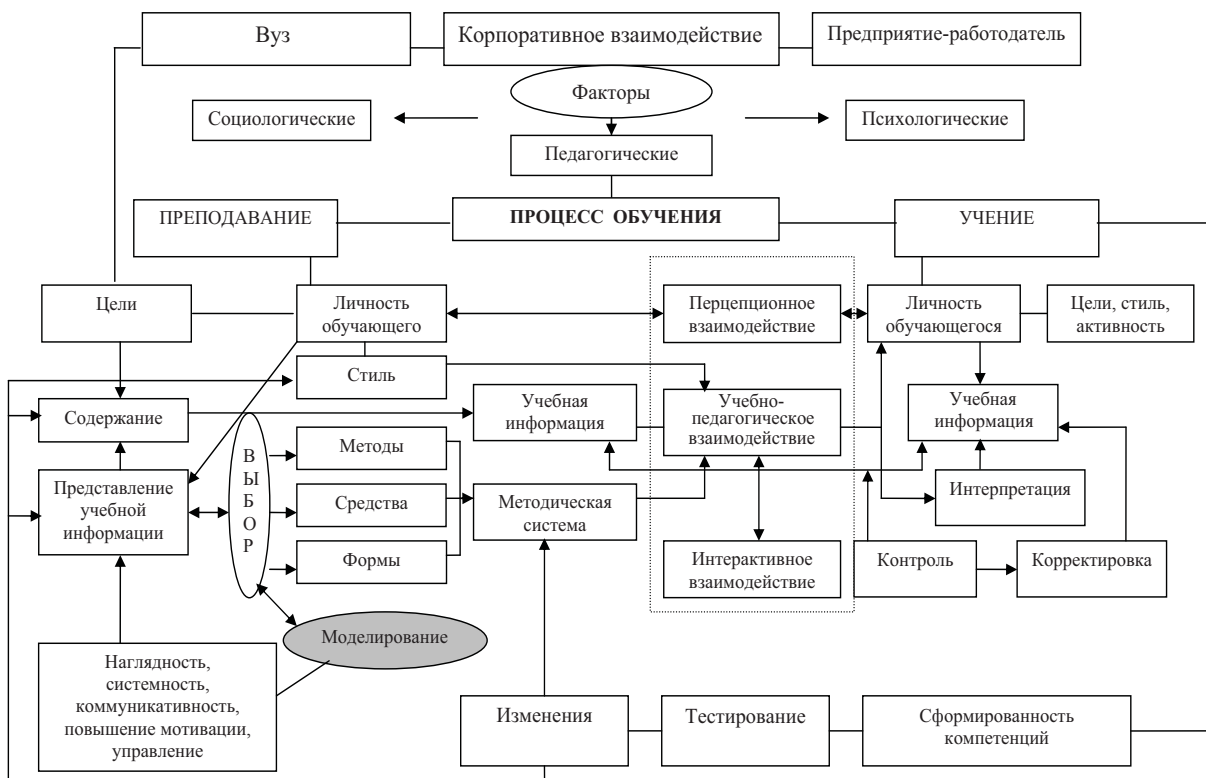 Вуз
Корпоративное взаимодействие
Предприятие-работодатель
Факторы
Социологические
Психологические
Педагогические
ПРЕПОДАВАНИЕ
ПРОЦЕСС ОБУЧЕНИЯ
УЧЕНИЕ
Цели
Личность
обучающего
Перцепционное
взаимодействие
Личность
обучающегося
Цели, стиль,
активность
Стиль
Содержание
Учебная
информация
Учебно-
педагогическое
взаимодействие
Учебная
информация
ВЫБОР
Методы
Представление
учебной
информации
Средства
Методическая
система
Интерпретация
Формы
Интерактивное
взаимодействие
Контроль
Корректировка
Моделирование
Наглядность,
системность,
коммуникативность,
повышение мотивации,
управление
Изменения
Тестирование
Сформированность
компетенций